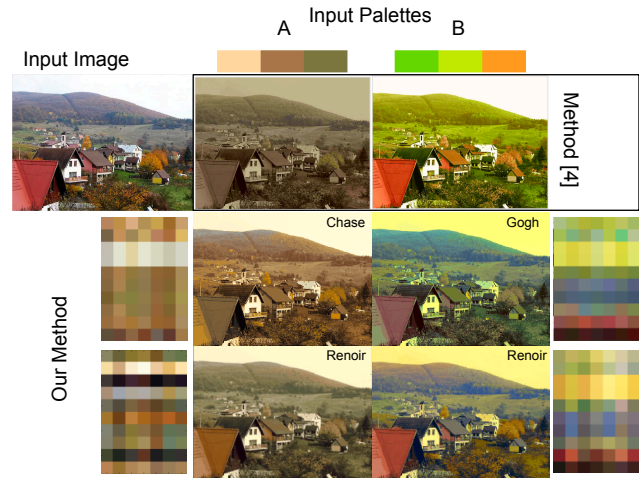 Input Palettes
A
B
Input Image
Method [4]
Chase
Gogh
Our Method
Renoir
Renoir